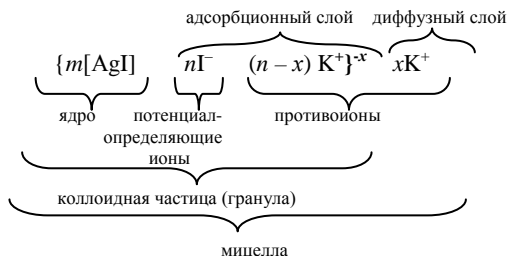 адсорбционный слой диффузный слой
{m[AgI] nI⁻ (n – x) K⁺}⁻ˣ xK⁺
ядро потенциал- противоионы
определяющие
ионы
коллоидная частица (гранула)
мицелла